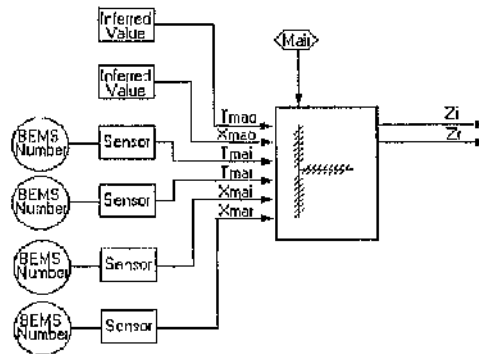 Inferred
Value
Mair
Inferred
Value
Tmao
Xmao
Zi
Zr
BEMS
Number
Sensor
Tmai
BEMS
Number
Sensor
Tmar
Xmai
BEMS
Number
Sensor
Xmar
BEMS
Number
Sensor